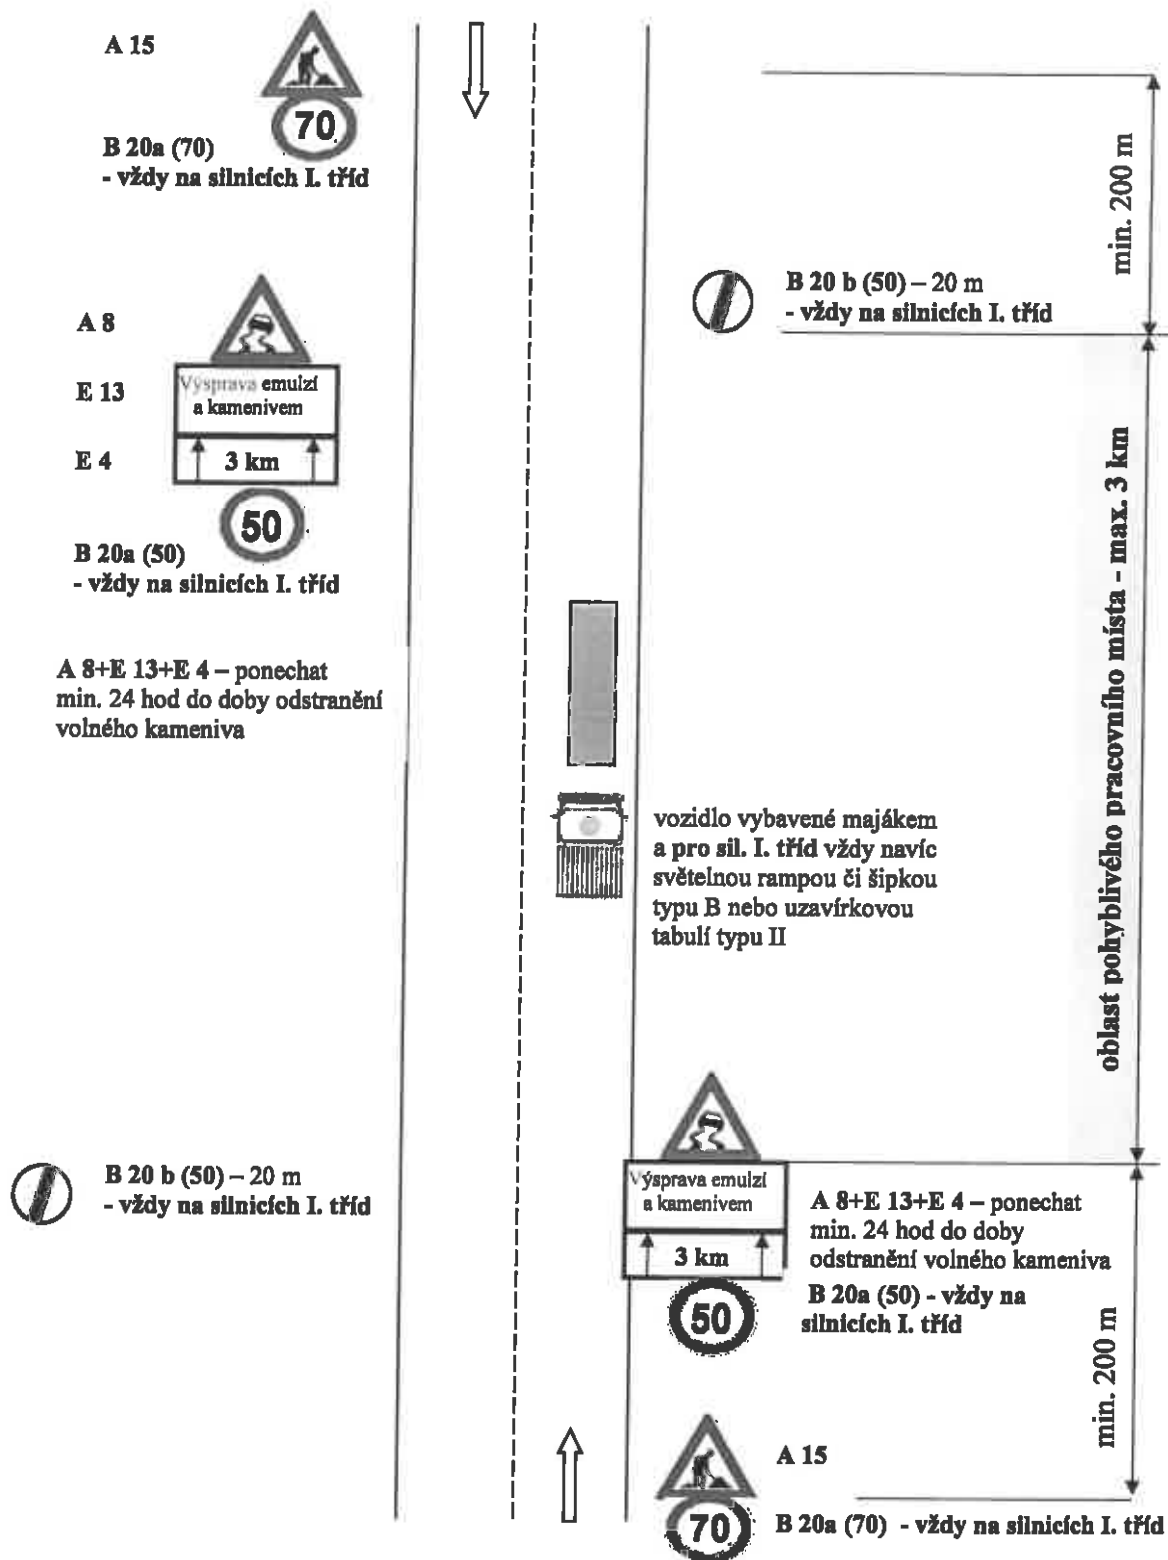 A 15
70
B 20a (70)
- vždy na silnicích I. tříd
min. 200 m
B 20 b (50) – 20 m
- vždy na silnicích I. tříd
A 8
E 13
Výsprava emulzí
a kamenivem
E 4
3 km
50
B 20a (50)
- vždy na silnicích I. tříd
A 8+E 13+E 4 – ponechat
min. 24 hod do doby odstranění
volného kameniva
oblast pohyblivého pracovního místa - max. 3 km
vozidlo vybavené majákem
a pro sil. I. tříd vždy navíc
světelnou rampou či šipkou
typu B nebo uzavírkovou
tabulí typu II
B 20 b (50) – 20 m
- vždy na silnicích I. tříd
Výsprava emulzí
a kamenivem
3 km
50
A 8+E 13+E 4 – ponechat
min. 24 hod do doby
odstranění volného kameniva
B 20a (50) - vždy na
silnicích I. tříd
min. 200 m
A 15
70
B 20a (70) - vždy na silnicích I. tříd